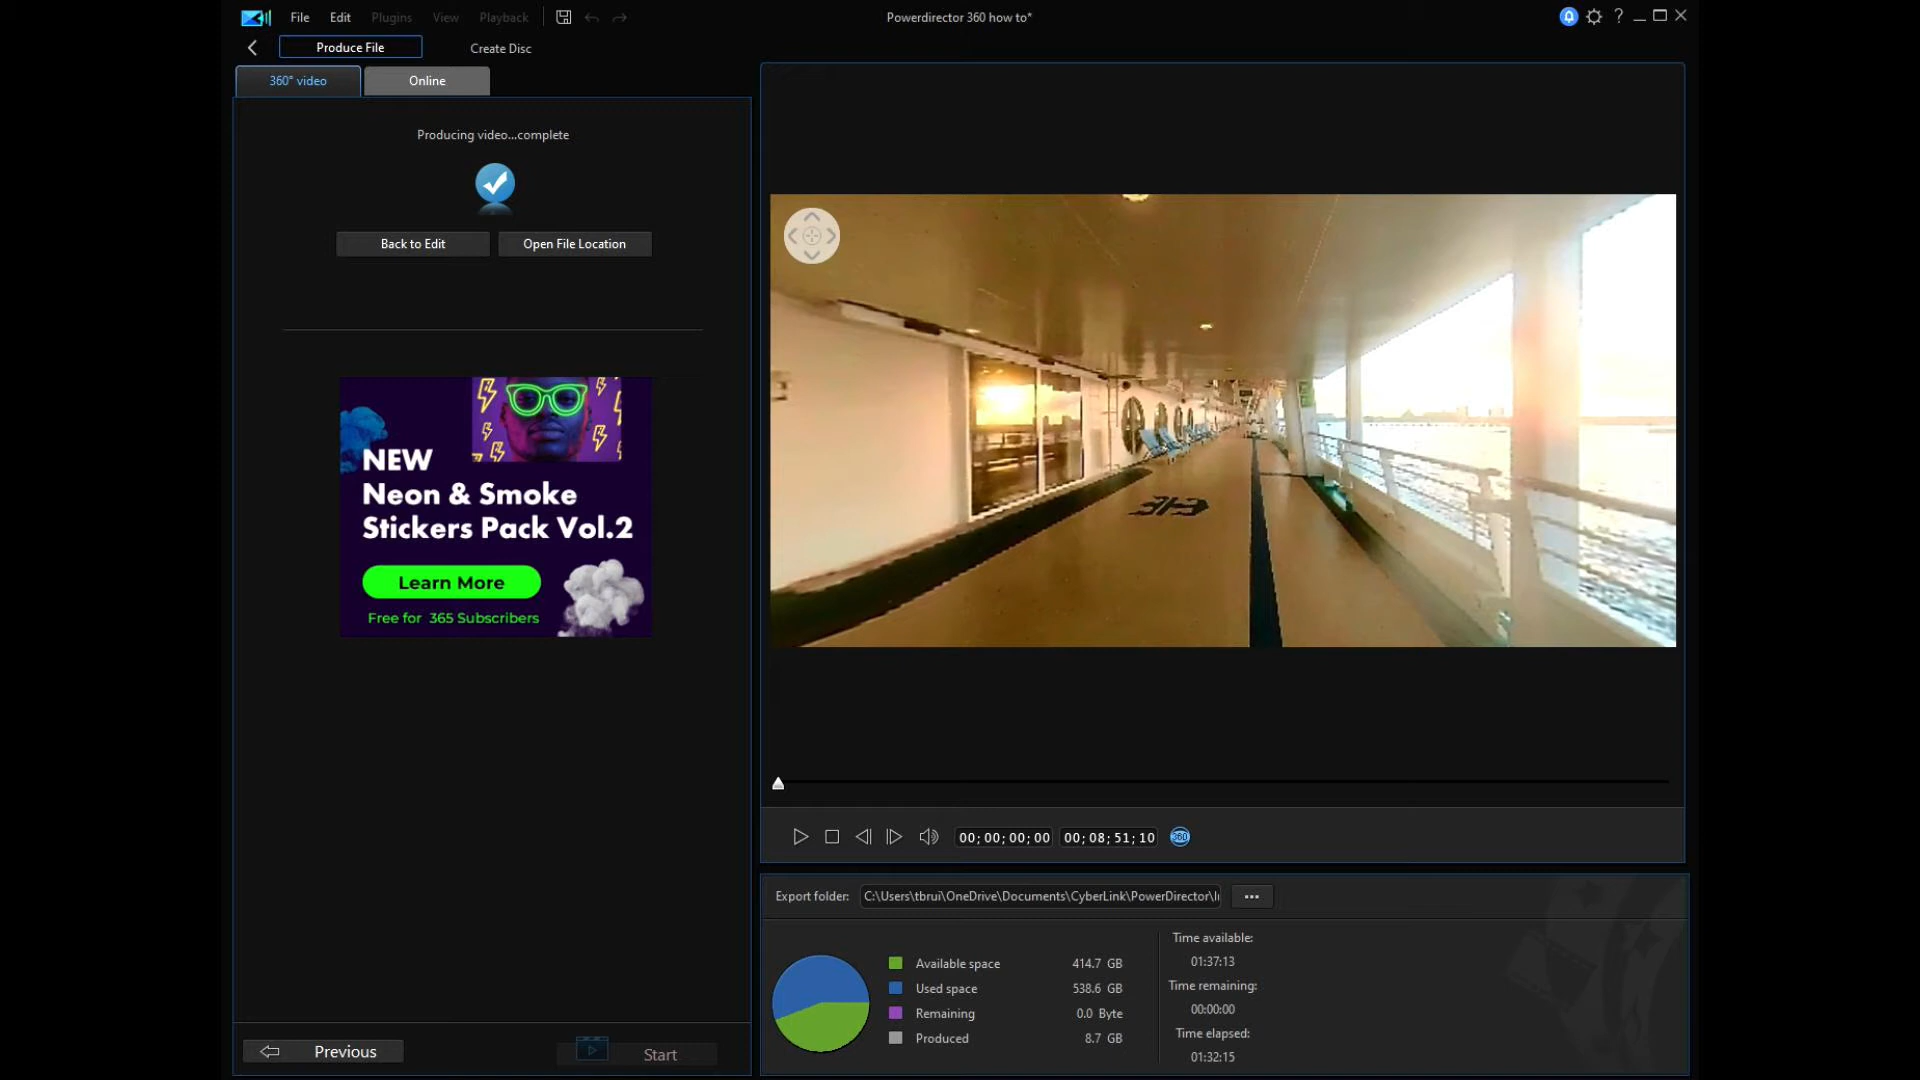 File Edit Plugins View Playback
Powerdirector 360 how to*
Produce File
Create Disc
360° video
Online
Producing video...complete
Back to Edit
Open File Location
NEW
Neon & Smoke
Stickers Pack Vol.2
Learn More
Free for 365 Subscribers
Previous
Start
00;00;00;00
00;08;51;10
360
Export folder:
C:\Users\tbrui\OneDrive\Documents\CyberLink\PowerDirector\
Available space 414.7 GB
Used space 538.6 GB
Remaining 0.0 Byte
Produced 8.7 GB
Time available:
01:37:13
Time remaining:
00:00:00
Time elapsed:
01:32:15